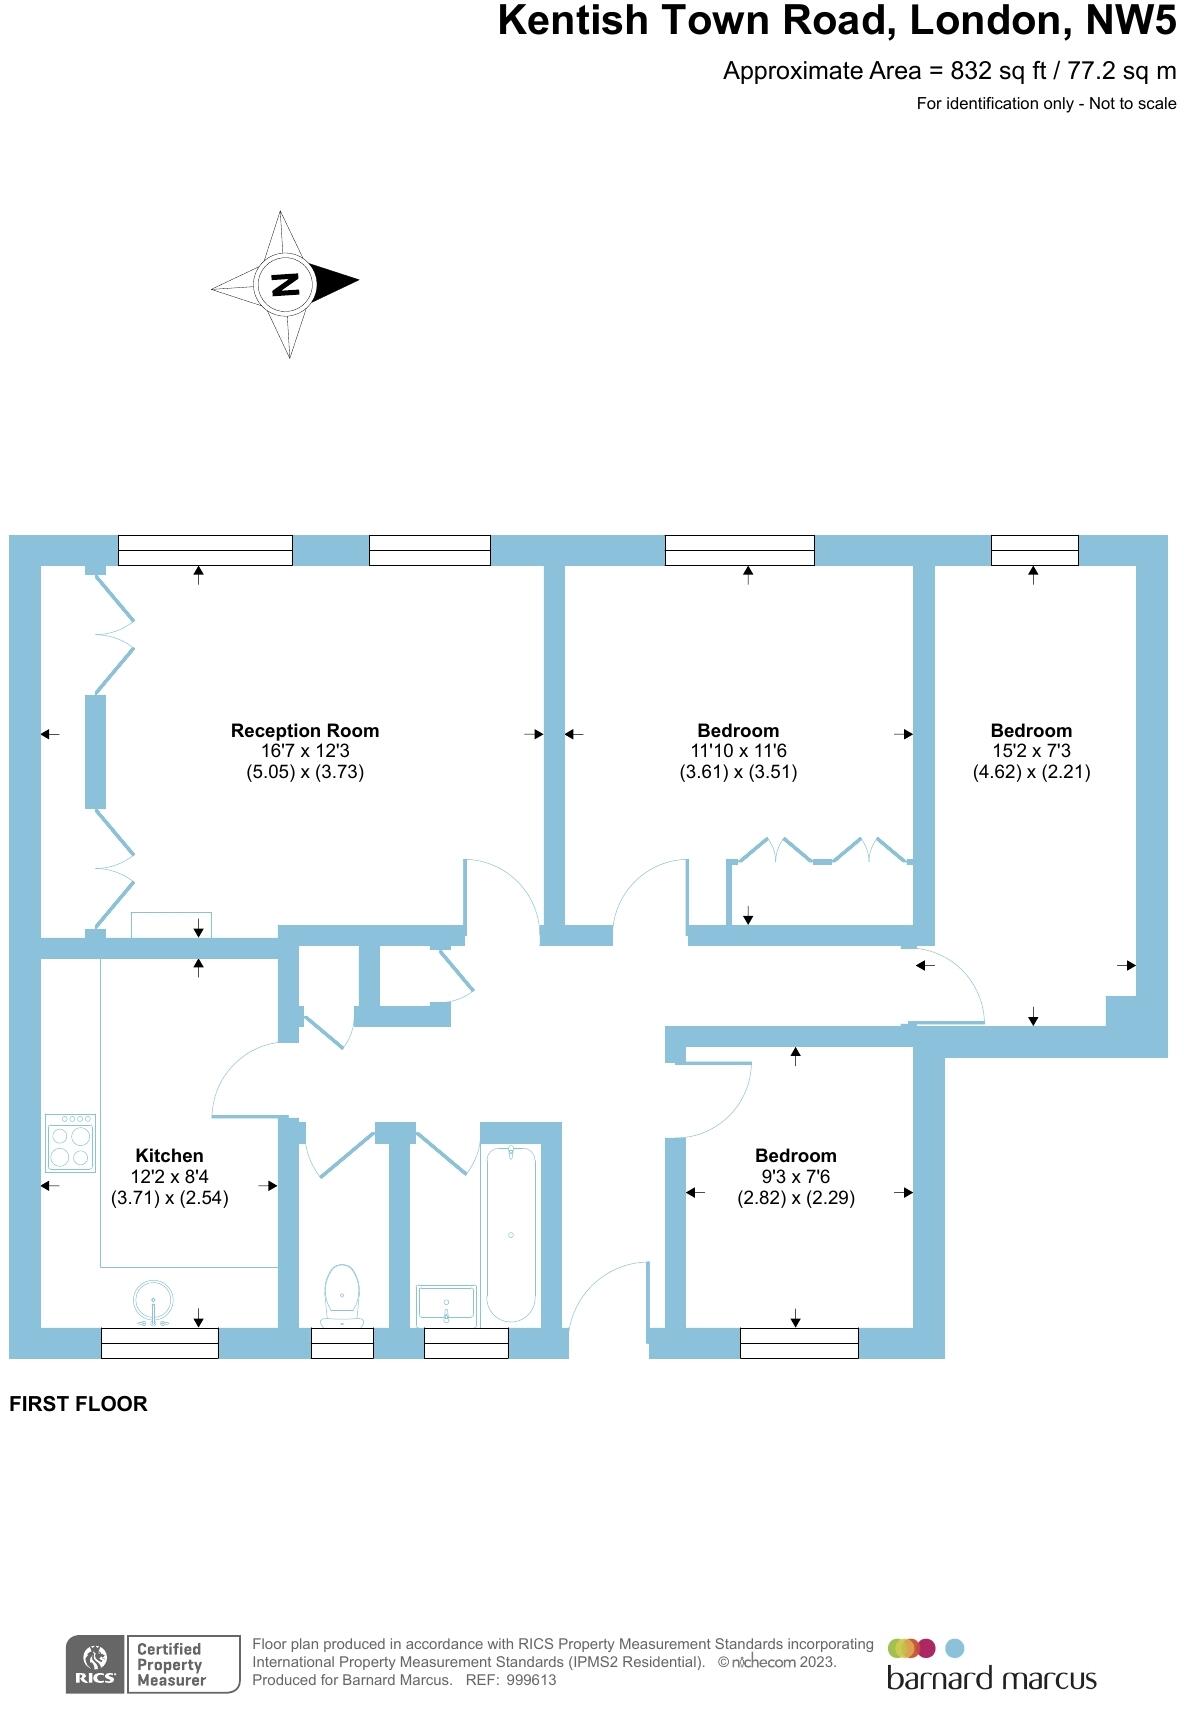 Kentish Town Road, London, NW5
Approximate Area = 832 sq ft / 77.2 sq m
For identification only - Not to scale
N
Reception Room
16'7 x 12'3
(5.05) x (3.73)
Bedroom
11'10 x 11'6
(3.61) x (3.51)
Bedroom
15'2 x 7'3
(4.62) x (2.21)
Kitchen
12'2 x 8'4
(3.71) x (2.54)
Bedroom
9'3 x 7'6
(2.82) x (2.29)
FIRST FLOOR
RICS
Certified
Property
Measurer
Floor plan produced in accordance with RICS Property Measurement Standards incorporating
International Property Measurement Standards (IPMS2 Residential). © nichecom 2023.
Produced for Barnard Marcus. REF: 999613
barnard marcus